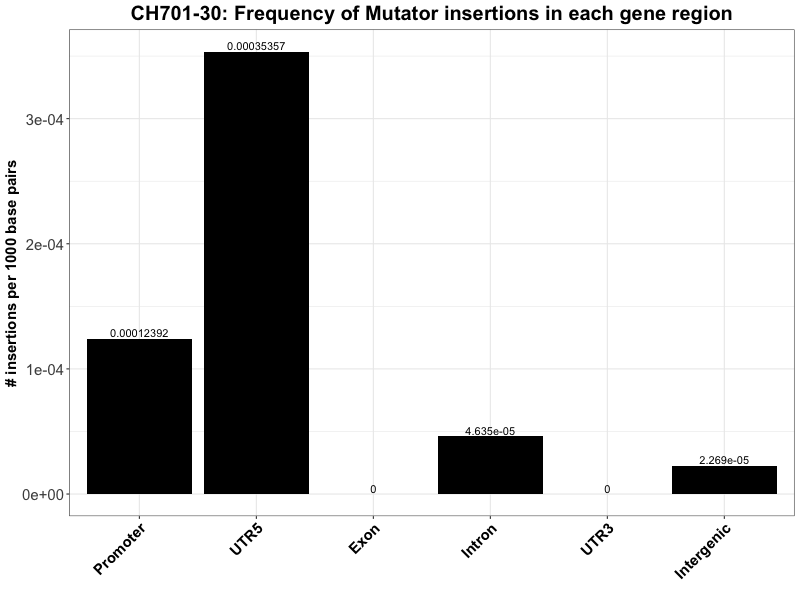 CH701-30: Frequency of Mutator insertions in each gene region
# insertions per 1000 base pairs
3e-04
2e-04
1e-04
0e+00
0.00012392
0.00035357
0
4.635e-05
0
2.269e-05
Promoter
UTR5
Exon
Intron
UTR3
Intergenic